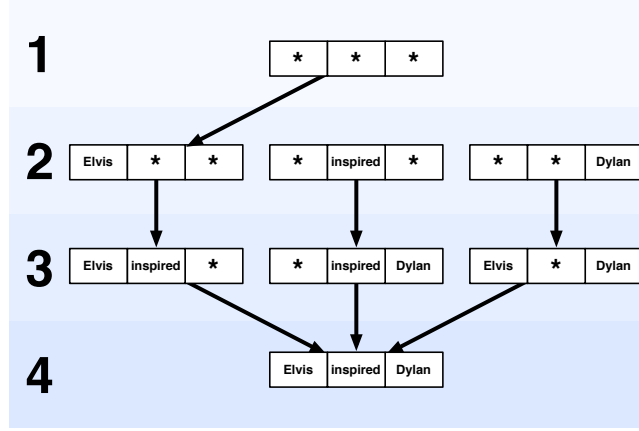 1 * * *
2 Elvis * * * inspired * * * Dylan
3 Elvis inspired * * inspired Dylan Elvis * Dylan
4 Elvis inspired Dylan